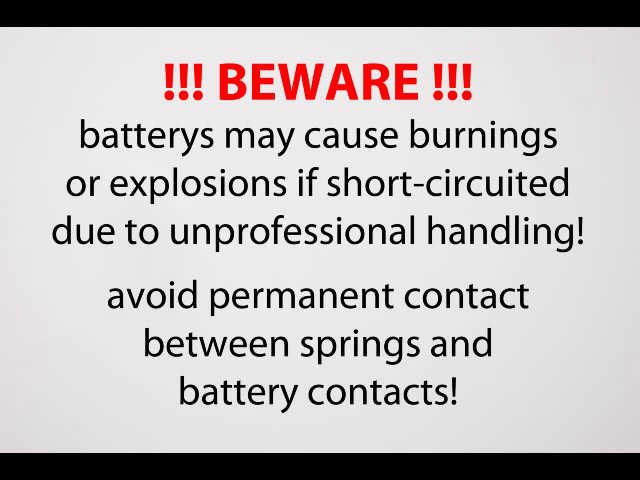 !!! BEWARE !!!
batterys may cause burnings
or explosions if short-circuited
due to unprofessional handling!
avoid permanent contact
between springs and
battery contacts!